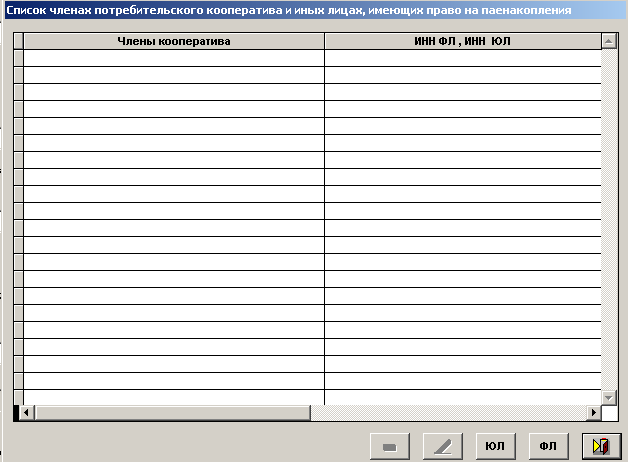 Список членах потребительского кооператива и иных лицах, имеющих право на паенакопления
Члены кооператива ИНН ФЛ , ИНН ЮЛ
ЮЛ ФЛ